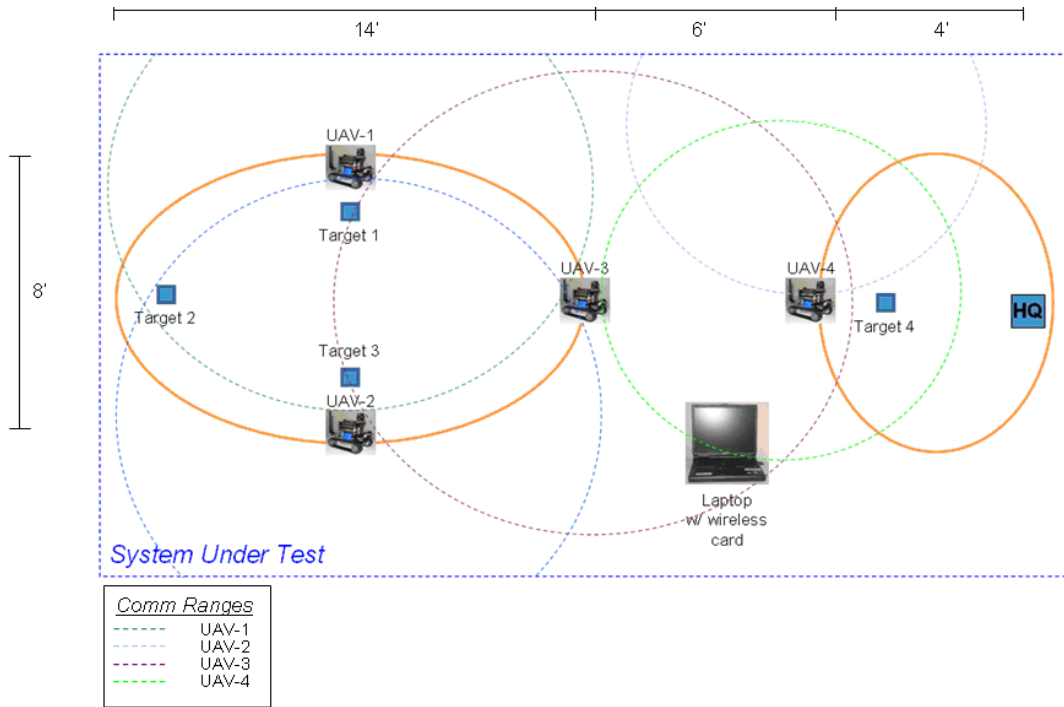 14'
6'
4'
8'
UAV-1
Target 1
Target 2
UAV-3
UAV-4
Target 4
HQ
Target 3
UAV-2
Laptop
w/ wireless
card
System Under Test
Comm Ranges
UAV-1
UAV-2
UAV-3
UAV-4